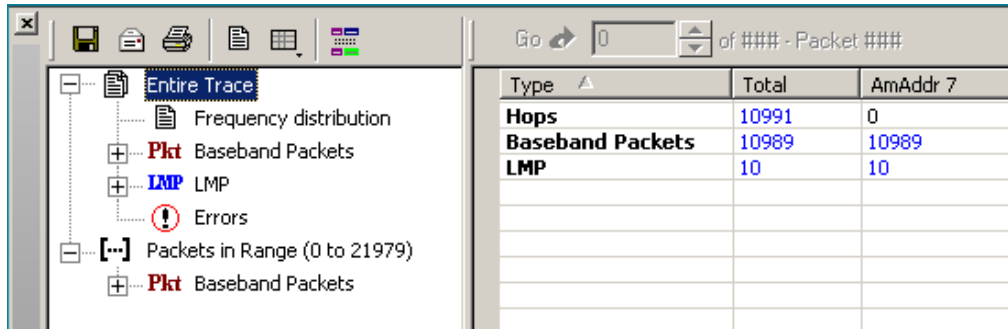 Go 0 of ### - Packet ###
Entire Trace
Frequency distribution
Pkt Baseband Packets
LMP LMP
Errors
[...] Packets in Range (0 to 21979)
Pkt Baseband Packets
Type Total AmAddr 7
Hops 10991 0
Baseband Packets 10989 10989
LMP 10 10